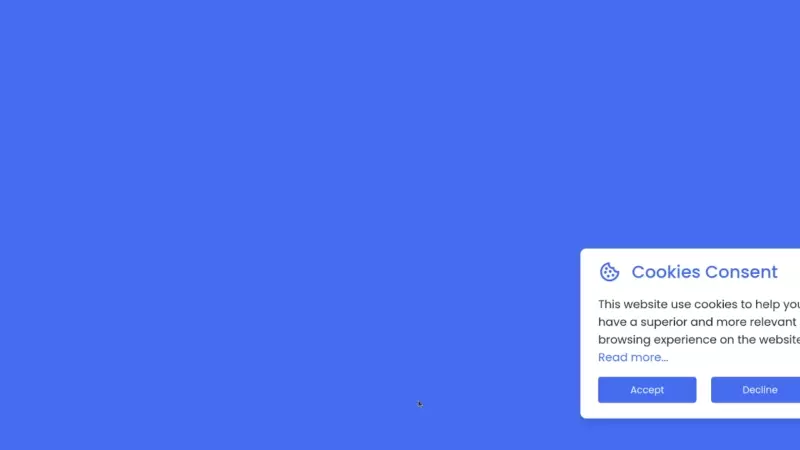 Cookies Consent
This website use cookies to help you
have a superior and more relevant
browsing experience on the website
Read more...
Accept
Decline